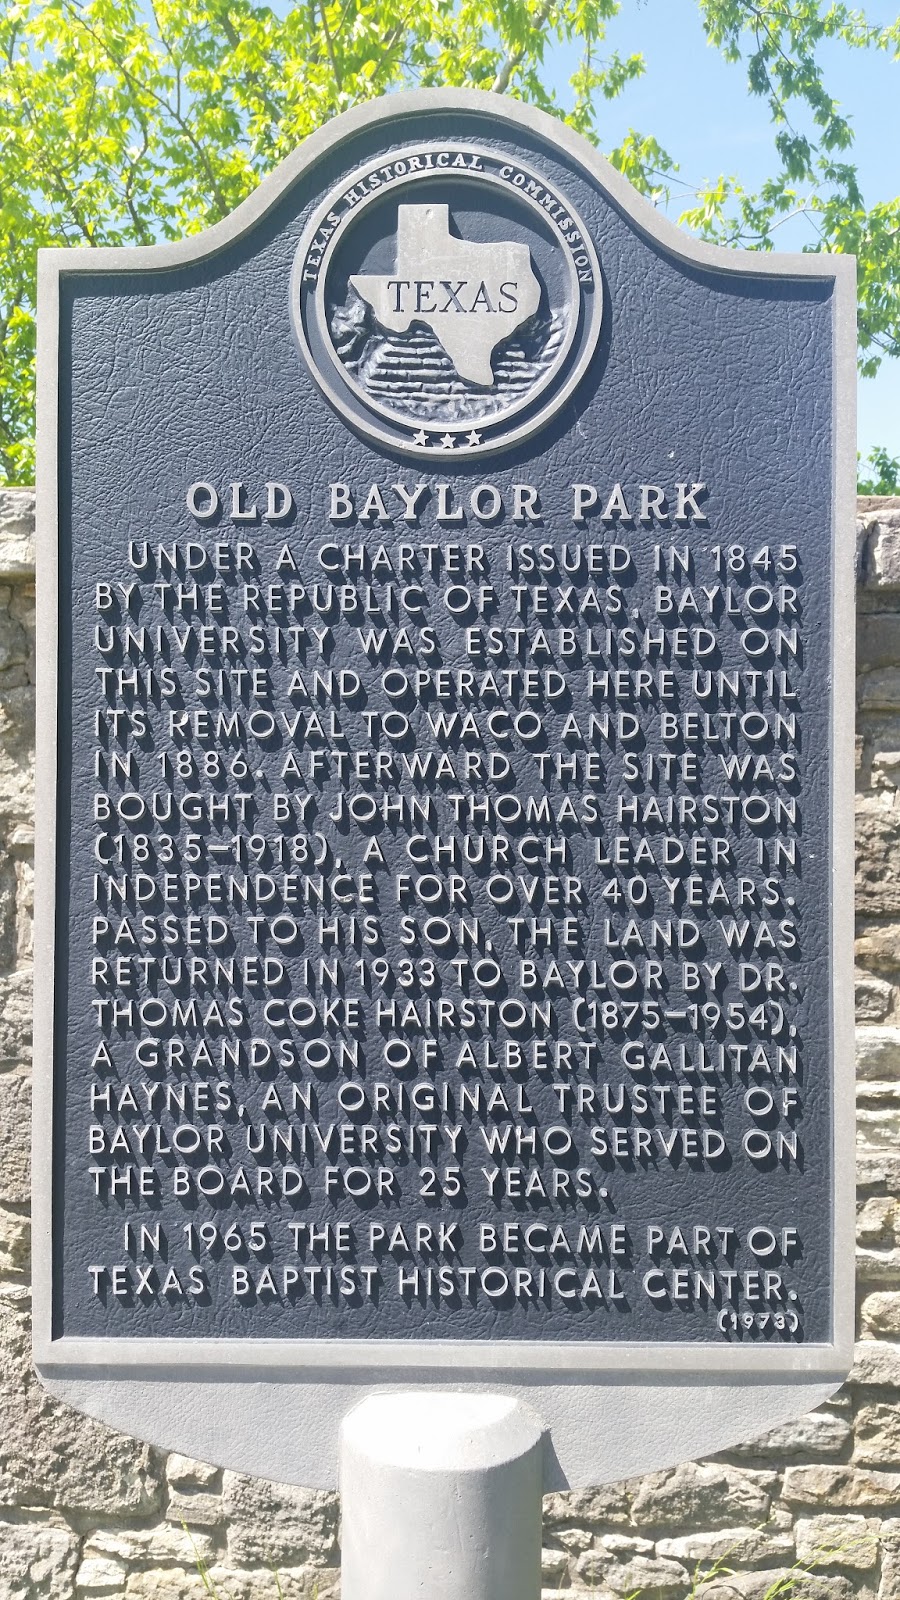 TEXAS HISTORICAL COMMISSION
TEXAS
OLD BAYLOR PARK
UNDER A CHARTER ISSUED IN 1845
BY THE REPUBLIC OF TEXAS, BAYLOR
UNIVERSITY WAS ESTABLISHED ON
THIS SITE AND OPERATED HERE UNTIL
ITS REMOVAL TO WACO AND BELTON
IN 1886. AFTERWARD THE SITE WAS
BOUGHT BY JOHN THOMAS HAIRSTON
(1835-1918), A CHURCH LEADER IN
INDEPENDENCE FOR OVER 40 YEARS.
PASSED TO HIS SON, THE LAND WAS
RETURNED IN 1933 TO BAYLOR BY DR.
THOMAS COKE HAIRSTON (1875-1954),
A GRANDSON OF ALBERT GALLITAN
HAYNES, AN ORIGINAL TRUSTEE OF
BAYLOR UNIVERSITY WHO SERVED ON
THE BOARD FOR 25 YEARS.
IN 1965 THE PARK BECAME PART OF
TEXAS BAPTIST HISTORICAL CENTER.
(1973)